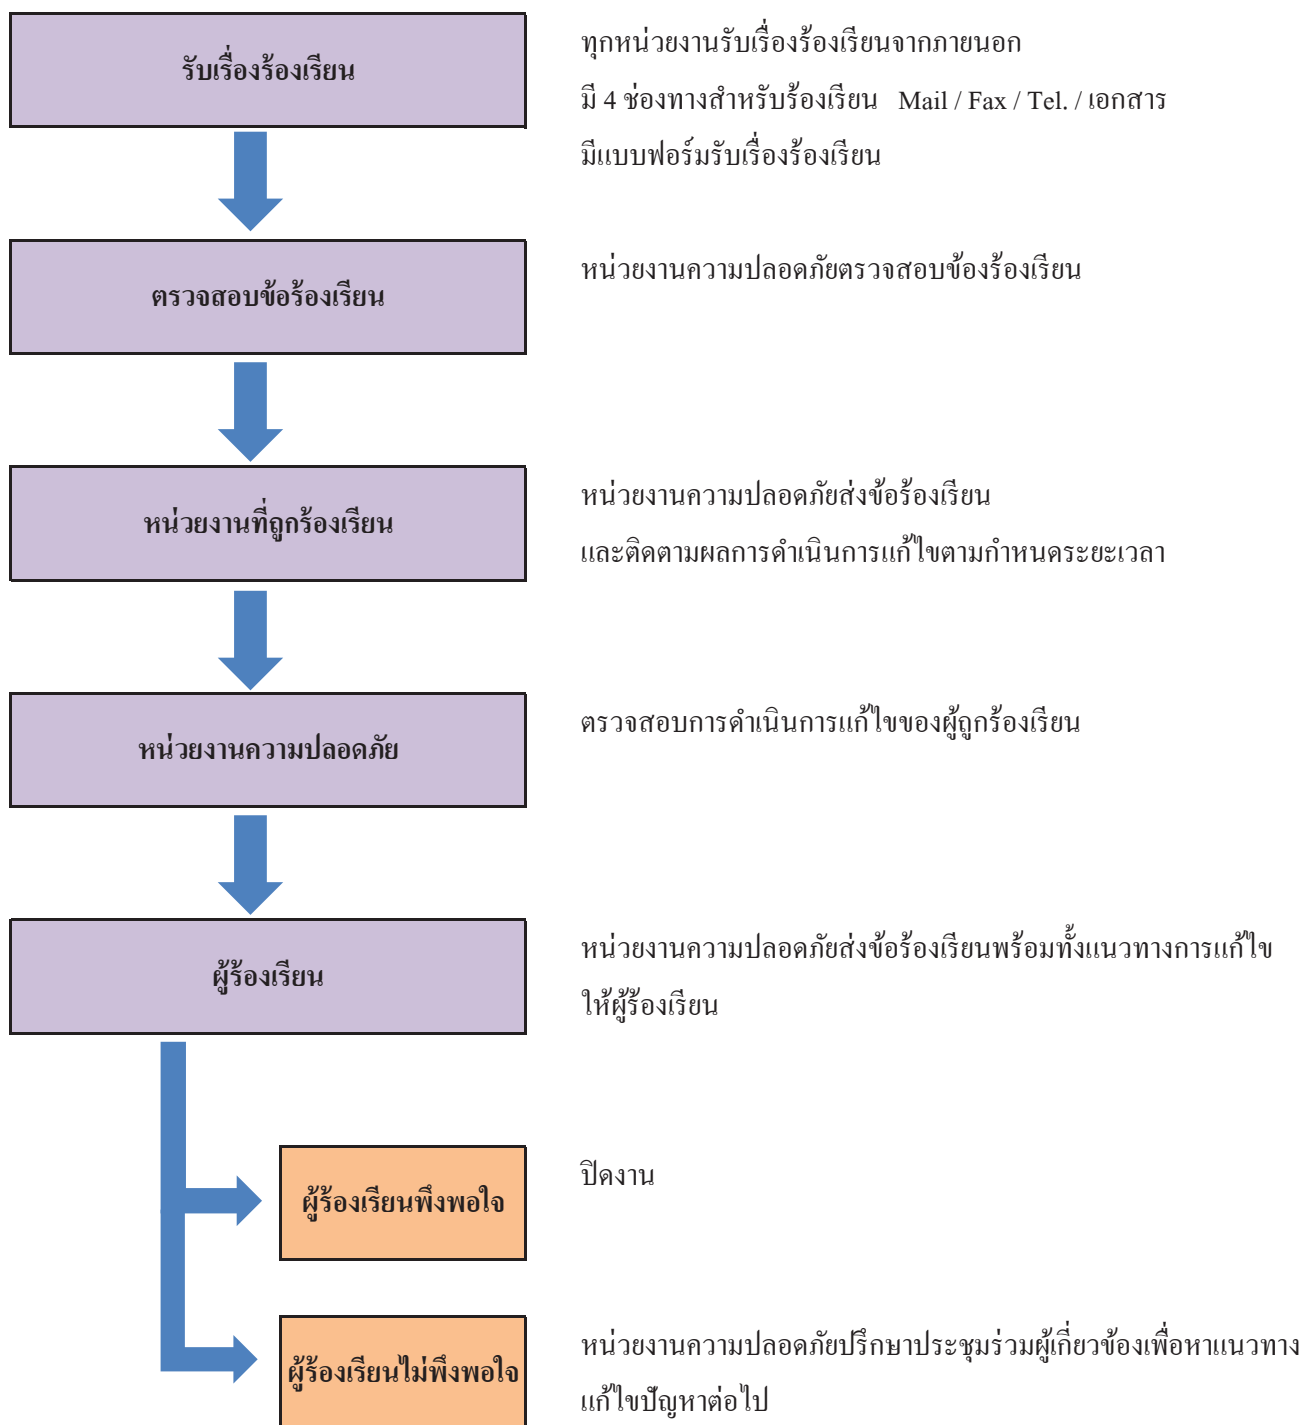 รับเรื่องร้องเรียน
ทุกหน่วยงานรับเรื่องร้องเรียนจากภายนอก
มี 4 ช่องทางสำหรับร้องเรียน Mail / Fax / Tel. / เอกสาร
มีแบบฟอร์มรับเรื่องร้องเรียน
ตรวจสอบข้อร้องเรียน
หน่วยงานความปลอดภัยตรวจสอบข้องร้องเรียน
หน่วยงานที่ถูกร้องเรียน
หน่วยงานความปลอดภัยส่งข้อร้องเรียน
และติดตามผลการดำเนินการแก้ไขตามกำหนดระยะเวลา
หน่วยงานความปลอดภัย
ตรวจสอบการดำเนินการแก้ไขของผู้ถูกร้องเรียน
ผู้ร้องเรียน
หน่วยงานความปลอดภัยส่งข้อร้องเรียนพร้อมทั้งแนวทางการแก้ไข
ให้ผู้ร้องเรียน
ผู้ร้องเรียนพึงพอใจ
ปิดงาน
ผู้ร้องเรียนไม่พึงพอใจ
หน่วยงานความปลอดภัยปรึกษาประชุมร่วมผู้เกี่ยวข้องเพื่อหาแนวทาง
แก้ไขปัญหาต่อไป